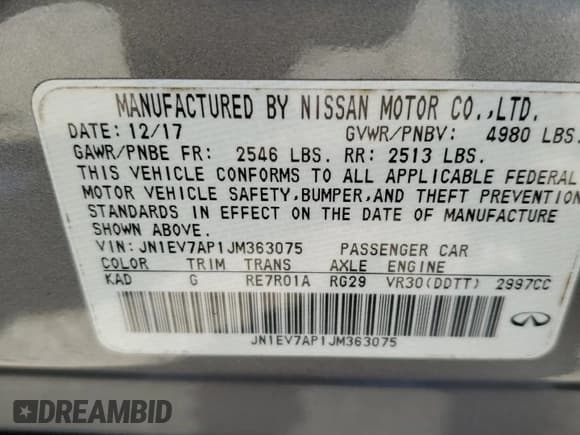 MANUFACTURED BY NISSAN MOTOR CO.,LTD.
DATE: 12/17 GVWR/PNBV: 4980 LBS.
GAWR/PNBE FR: 2546 LBS. RR: 2513 LBS.
THIS VEHICLE CONFORMS TO ALL APPLICABLE FEDERAL
MOTOR VEHICLE SAFETY,BUMPER,AND THEFT PREVENTION
STANDARDS IN EFFECT ON THE DATE OF MANUFACTURE
SHOWN ABOVE.
VIN: JN1EV7AP1JM363075 PASSENGER CAR
COLOR TRIM TRANS AXLE ENGINE
KAD G RE7R01A RG29 VR30(DDTT) 2997CC
JN1EV7AP1JM363075
DREAMBID